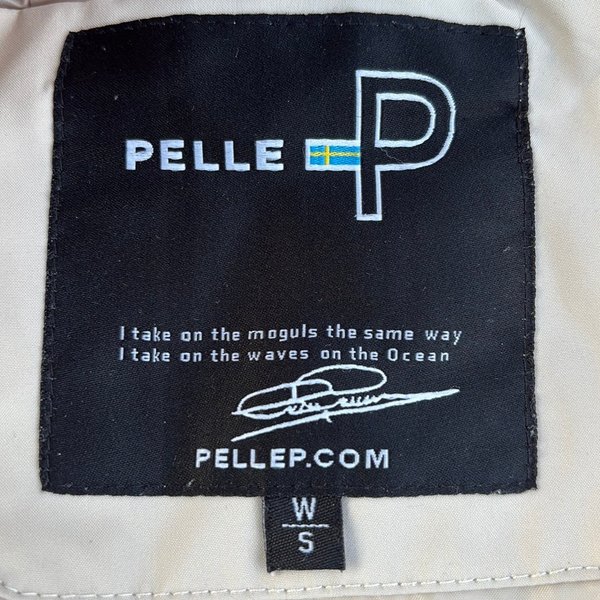 PELLE P
I take on the moguls the same way
I take on the waves on the Ocean
PELLEP.COM
W
S